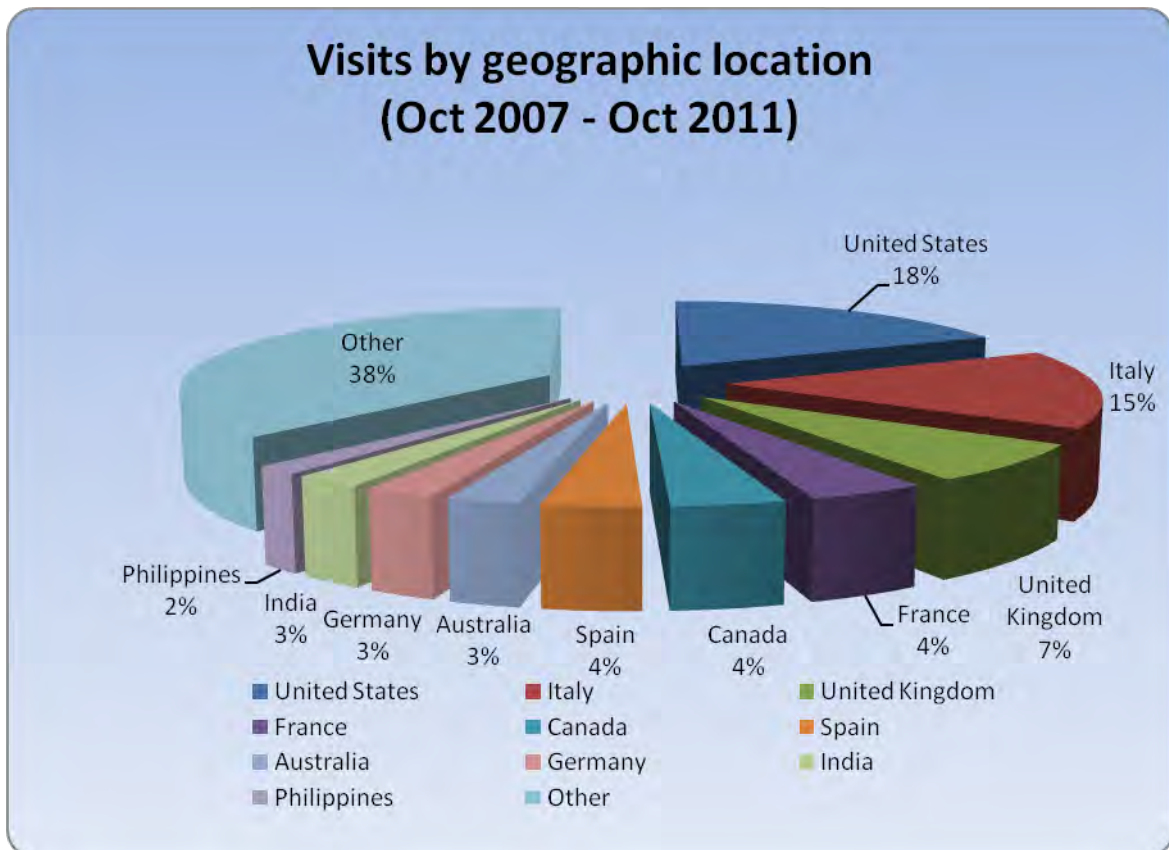 Visits by geographic location
(Oct 2007 - Oct 2011)
United States
18%
Italy
15%
United
Kingdom
7%
France
4%
Canada
4%
Spain
4%
Australia
3%
Germany
3%
India
3%
Philippines
2%
Other
38%
United States
Italy
United Kingdom
France
Canada
Spain
Australia
Germany
India
Philippines
Other